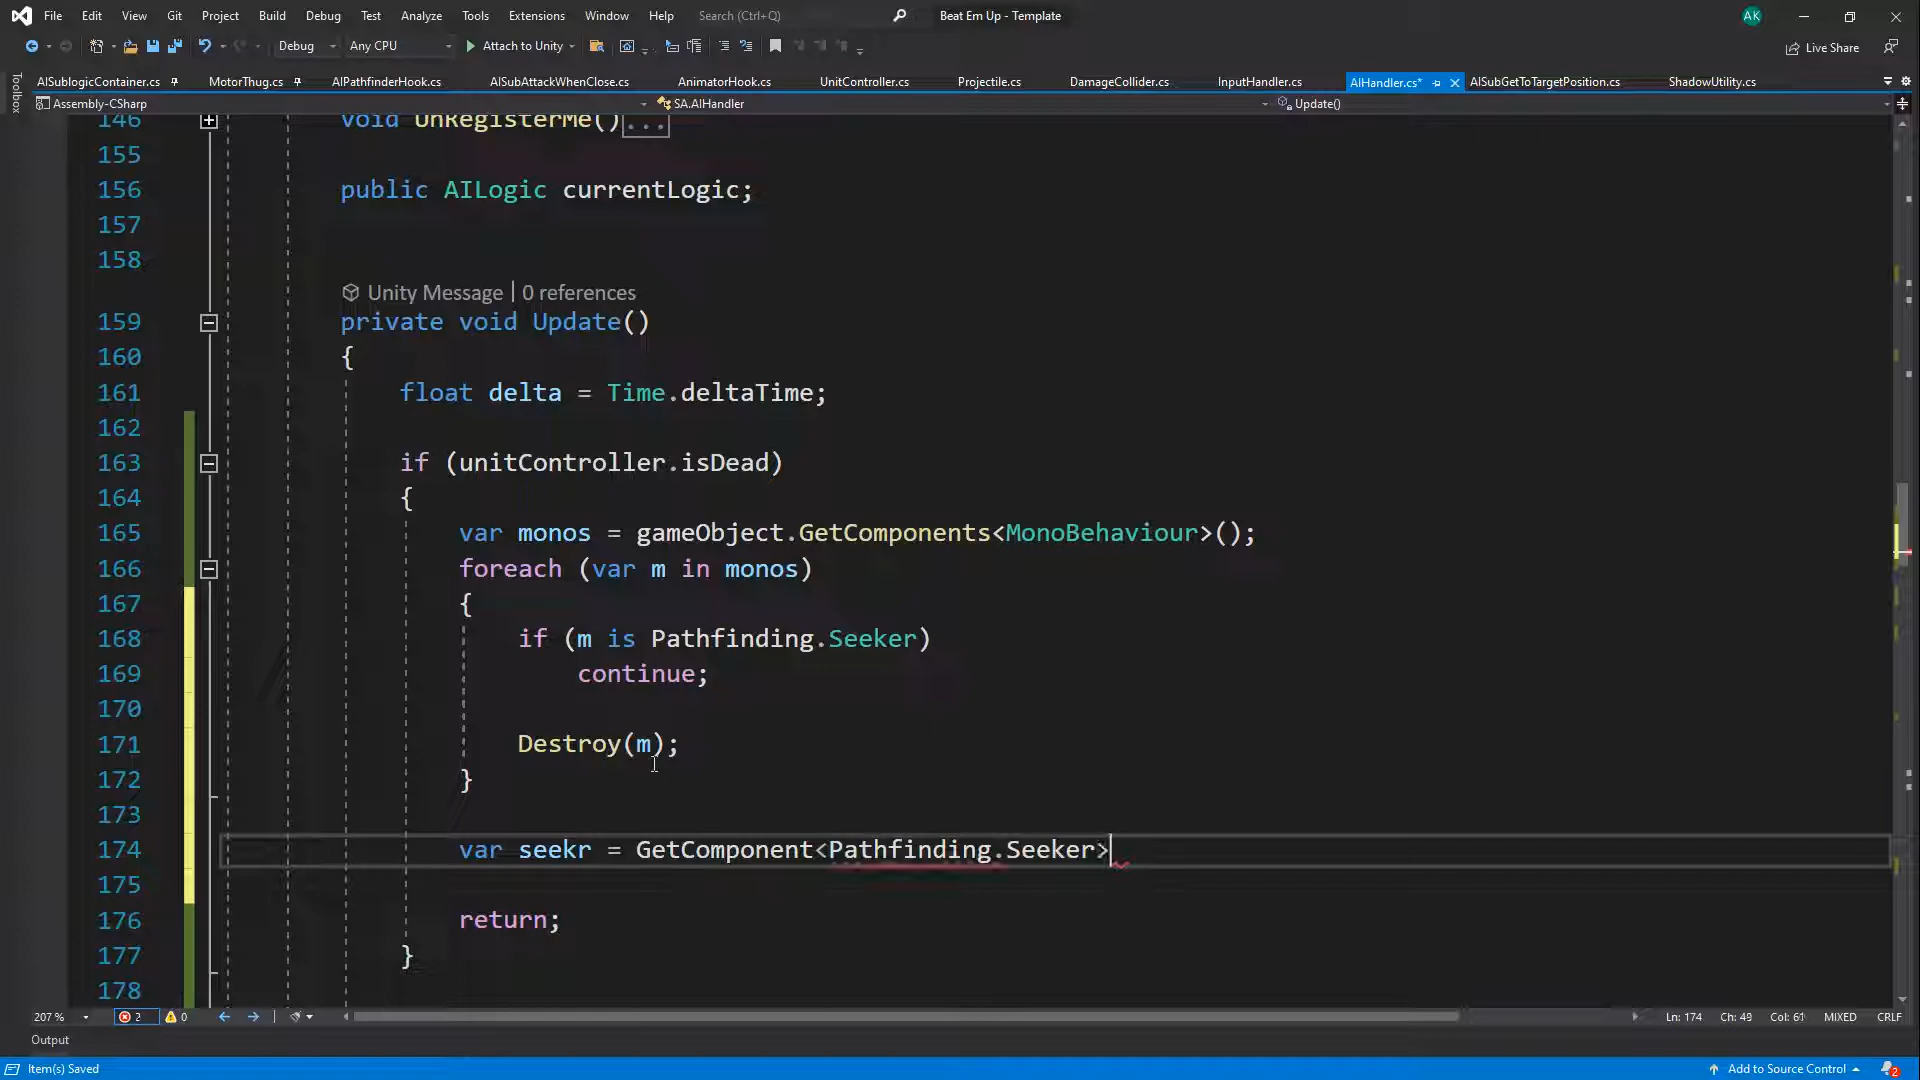 File Edit View Git Project Build Debug Test Analyze Tools Extensions Window Help Search (Ctrl+Q) Beat Em Up - Template AK
Debug Any CPU Attach to Unity Live Share
Toolbox
AISublogicContainer.cs MotorThug.cs AIPathfinderHook.cs AISubAttackWhenClose.cs AnimatorHook.cs UnitController.cs Projectile.cs DamageCollider.cs InputHandler.cs AIHandler.cs* AISubGetToTargetPosition.cs ShadowUtility.cs
Assembly-CSharp SA.AIHandler Update()
146 void UnRegisterMe()...
155
156 public AILogic currentLogic;
157
158
Unity Message | 0 references
159 private void Update()
160 {
161 float delta = Time.deltaTime;
162
163 if (unitController.isDead)
164 {
165 var monos = gameObject.GetComponents<MonoBehaviour>();
166 foreach (var m in monos)
167 {
168 if (m is Pathfinding.Seeker)
169 continue;
170
171 Destroy(m);
172 }
173
174 var seekr = GetComponent<Pathfinding.Seeker>
175
176 return;
177 }
178
207 % 2 0 Ln: 174 Ch: 49 Col: 61 MIXED CRLF
Output
Item(s) Saved Add to Source Control 2